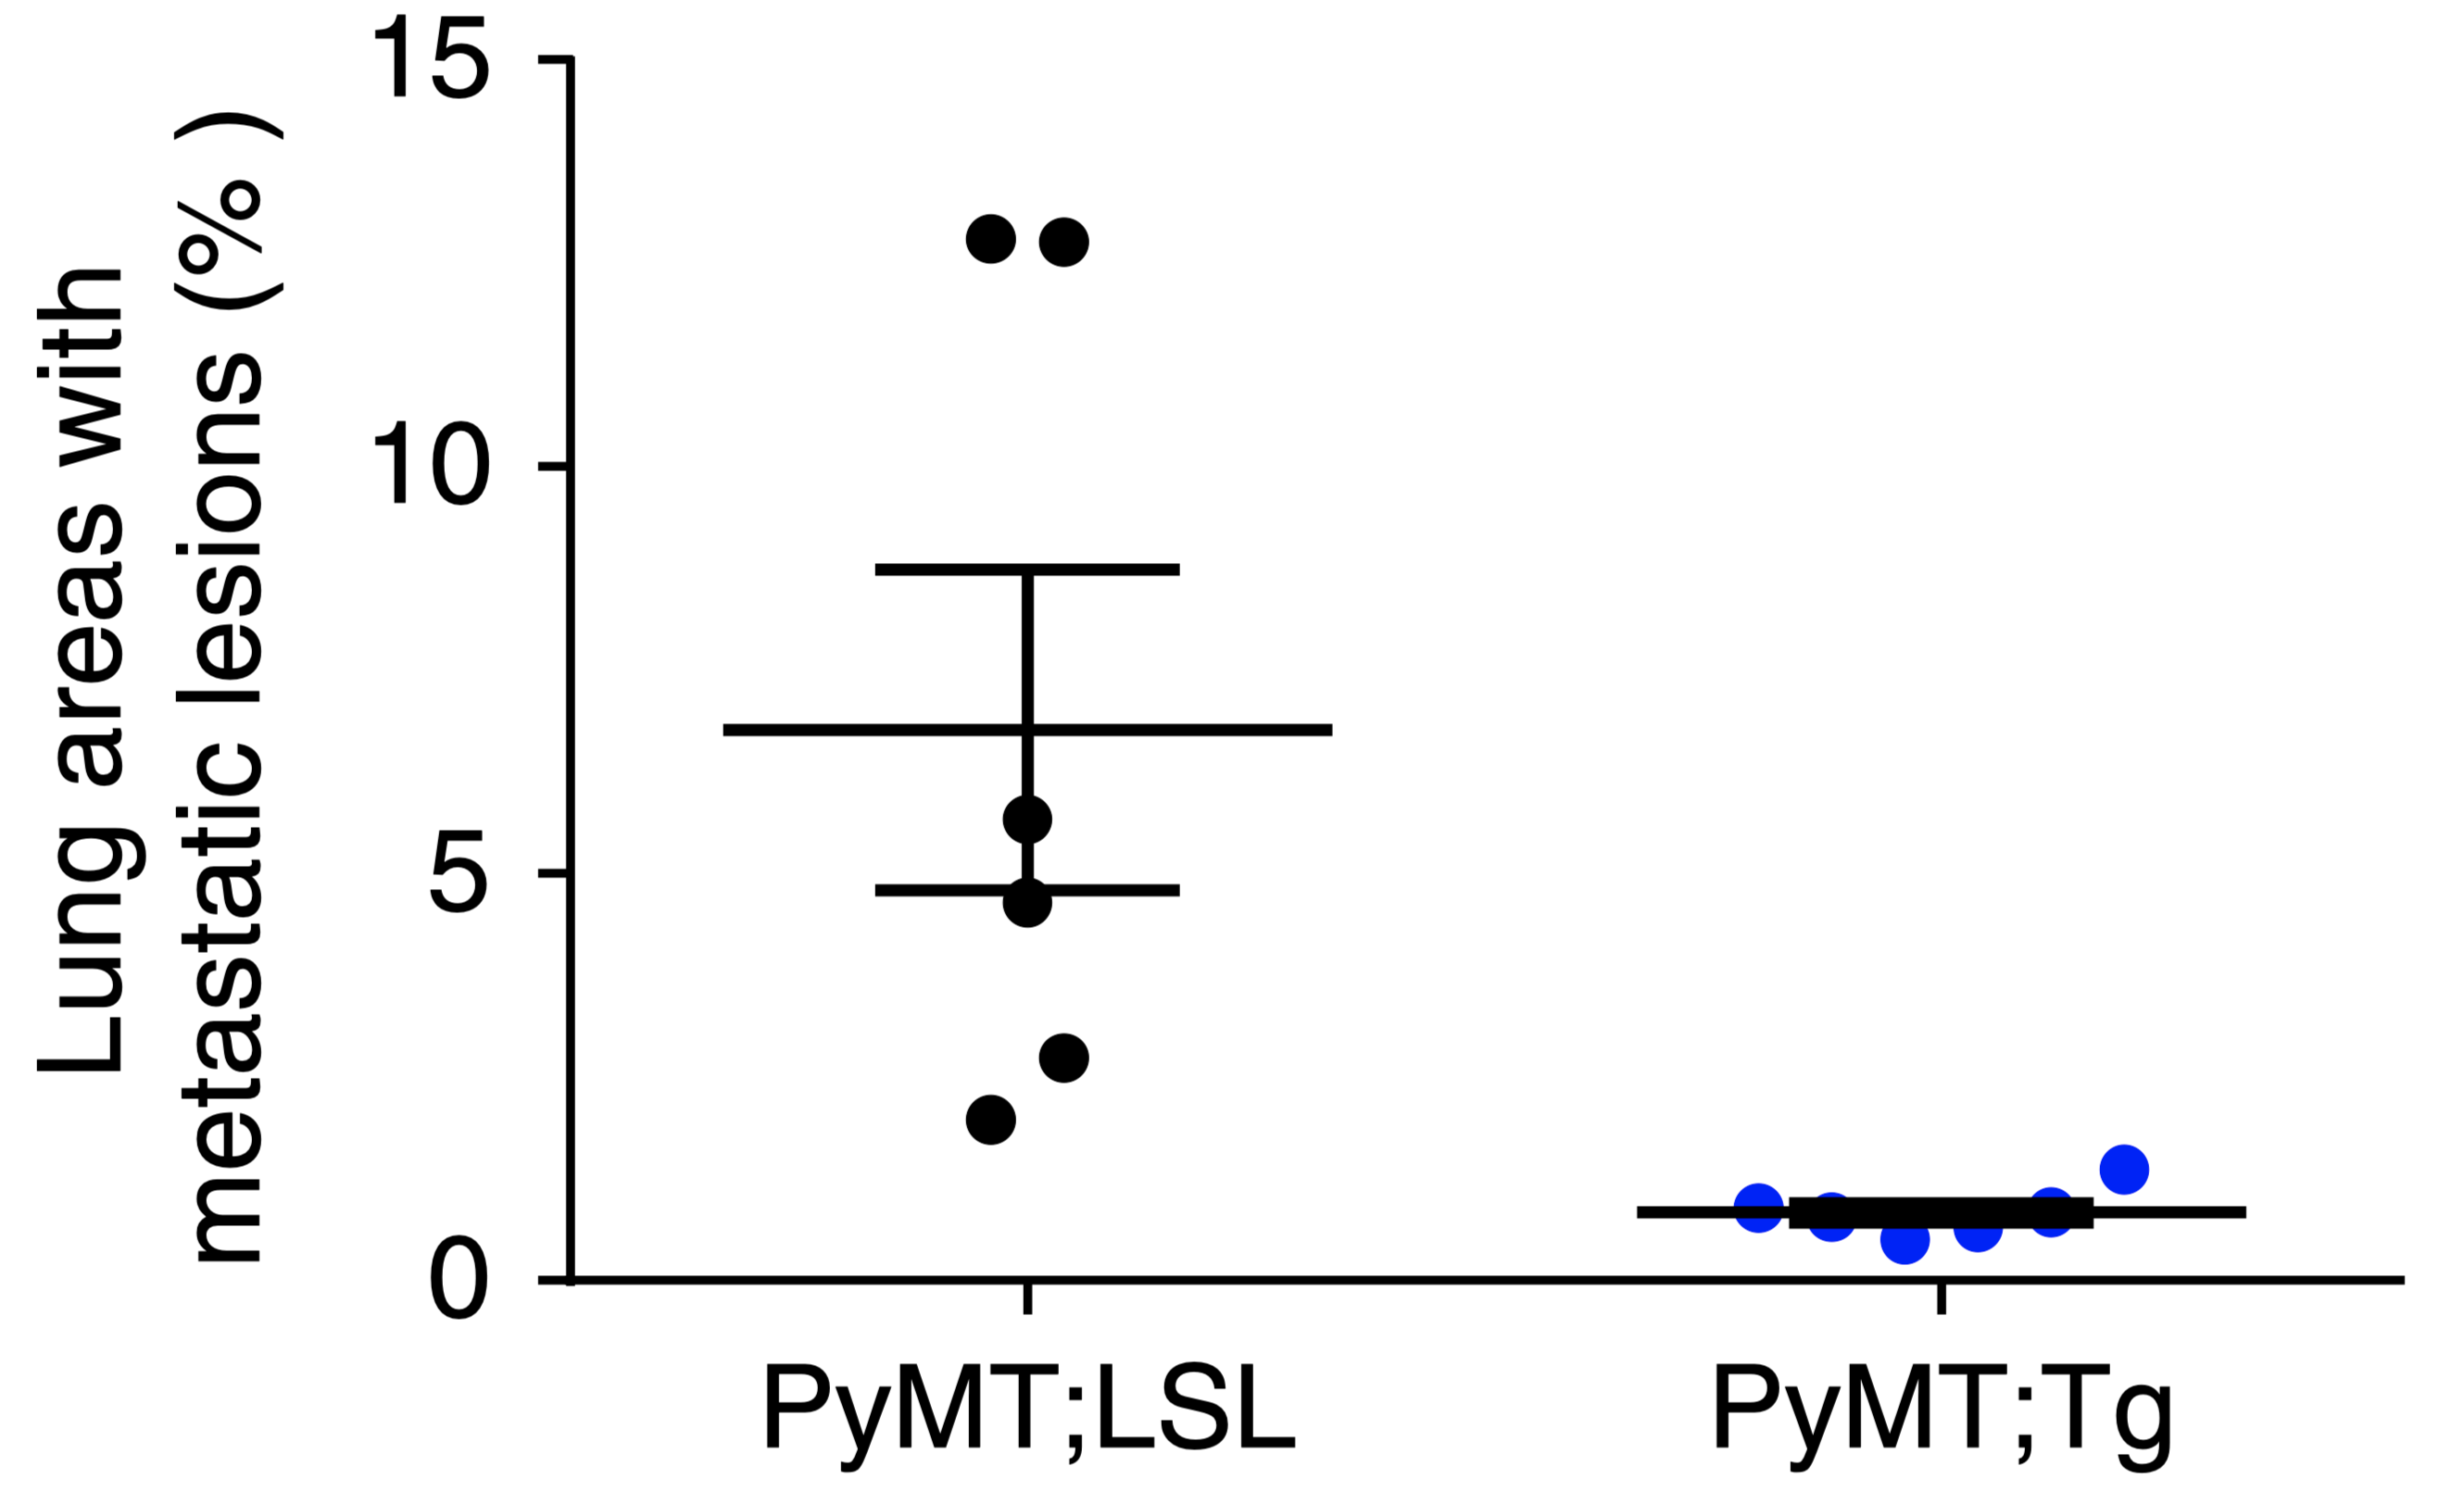 Lung areas with
metastatic lesions (% )
15
10
5
0
PyMT;LSL
PyMT;Tg